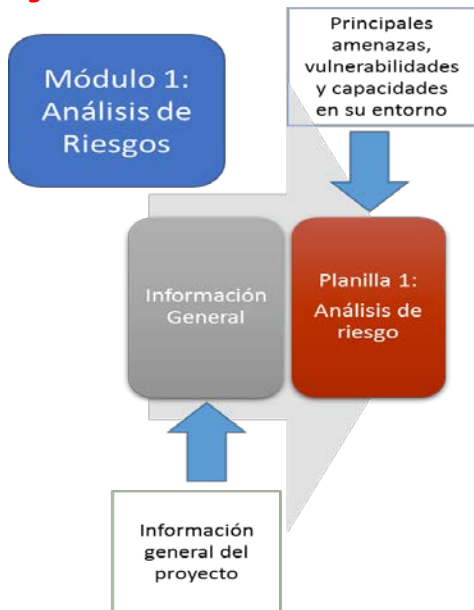 Módulo 1:
Análisis de
Riesgos
Principales
amenazas,
vulnerabilidades
y capacidades
en su entorno
Información
General
Planilla 1:
Análisis de
riesgo
Información
general del
proyecto